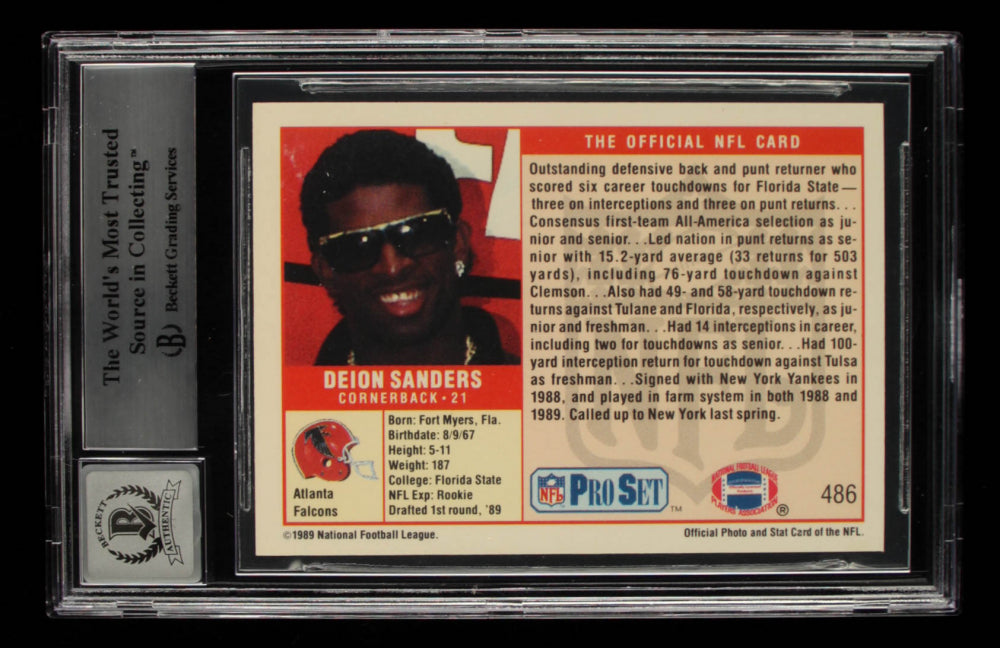 The World's Most Trusted
Source in Collecting™
B Beckett Grading Services
BECKETT
B
AUTHENTIC
THE OFFICIAL NFL CARD
Outstanding defensive back and punt returner who
scored six career touchdowns for Florida State—
three on interceptions and three on punt returns. . .
Consensus first-team All-America selection as ju-
nior and senior. . .Led nation in punt returns as se-
nior with 15.2-yard average (33 returns for 503
yards), including 76-yard touchdown against
Clemson. . .Also had 49- and 58-yard touchdown re-
turns against Tulane and Florida, respectively, as ju-
nior and freshman. . .Had 14 interceptions in career,
including two for touchdowns as senior. . .Had 100-
yard interception return for touchdown against Tulsa
as freshman. . .Signed with New York Yankees in
1988, and played in farm system in both 1988 and
1989. Called up to New York last spring.
DEION SANDERS
CORNERBACK • 21
Atlanta
Falcons
Born: Fort Myers, Fla.
Birthdate: 8/9/67
Height: 5-11
Weight: 187
College: Florida State
NFL Exp: Rookie
Drafted 1st round, '89
NFL
PRO SET ™
NATIONAL FOOTBALL LEAGUE
PLAYERS ASSOCIATION
®
486
©1989 National Football League.
Official Photo and Stat Card of the NFL.